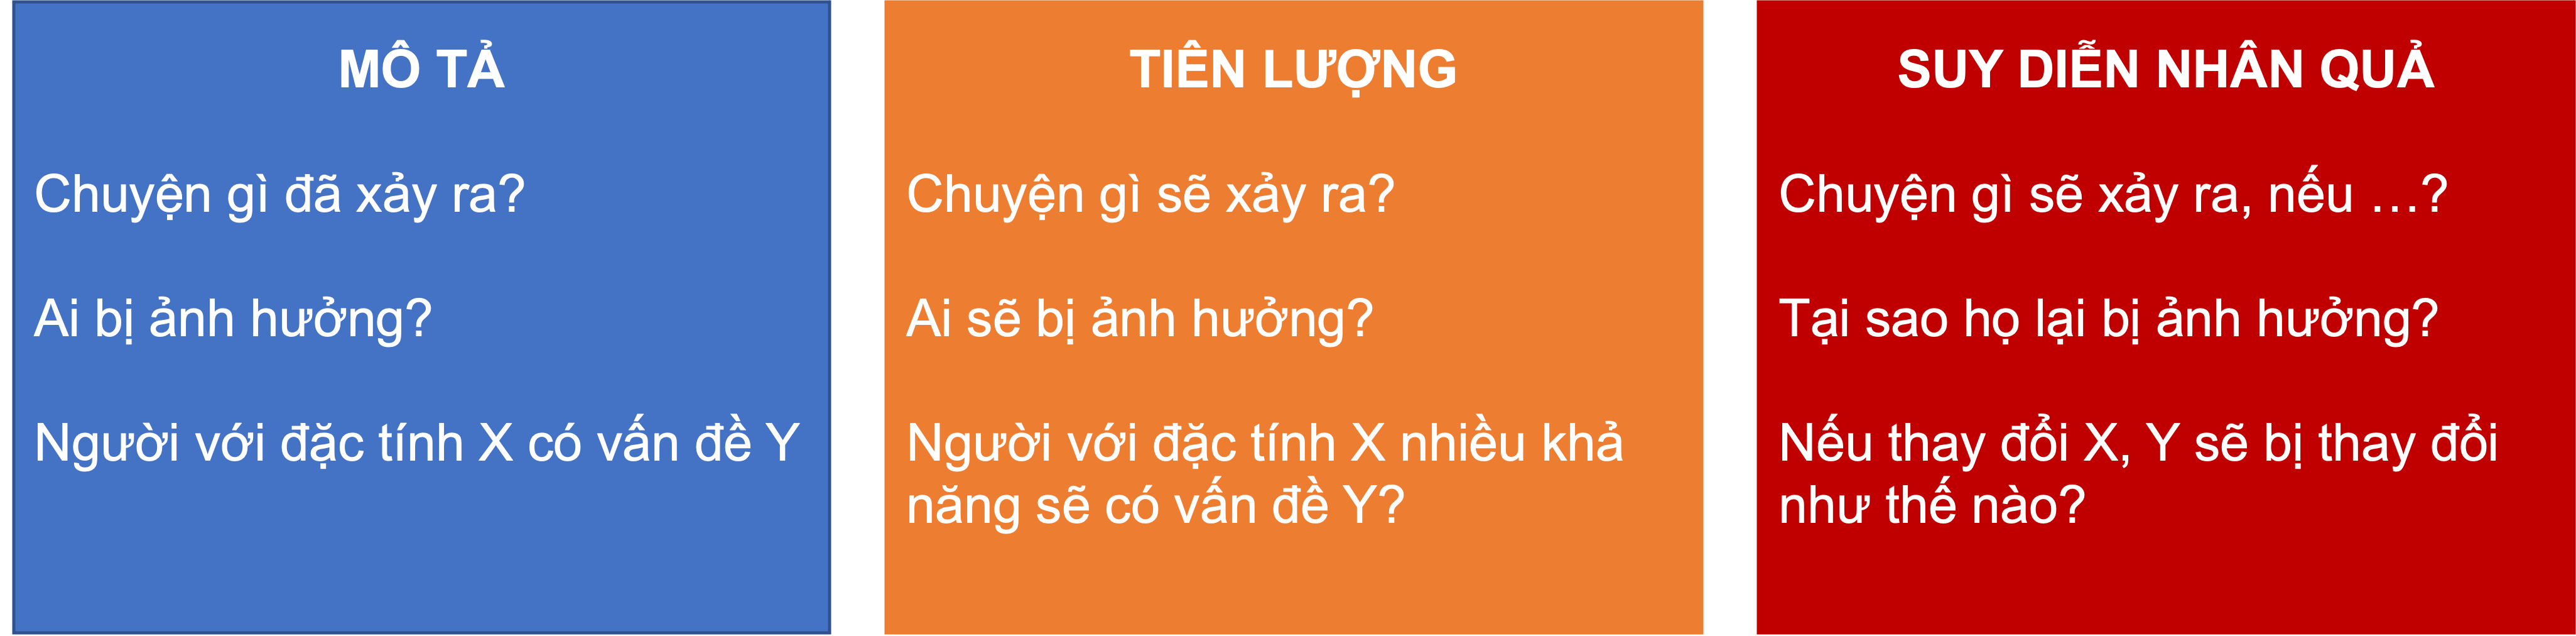 MÔ TẢ
Chuyện gì đã xảy ra?
Ai bị ảnh hưởng?
Người với đặc tính X có vấn đề Y
TIÊN LƯỢNG
Chuyện gì sẽ xảy ra?
Ai sẽ bị ảnh hưởng?
Người với đặc tính X nhiều khả
năng sẽ có vấn đề Y?
SUY DIỄN NHÂN QUẢ
Chuyện gì sẽ xảy ra, nếu …?
Tại sao họ lại bị ảnh hưởng?
Nếu thay đổi X, Y sẽ bị thay đổi
như thế nào?